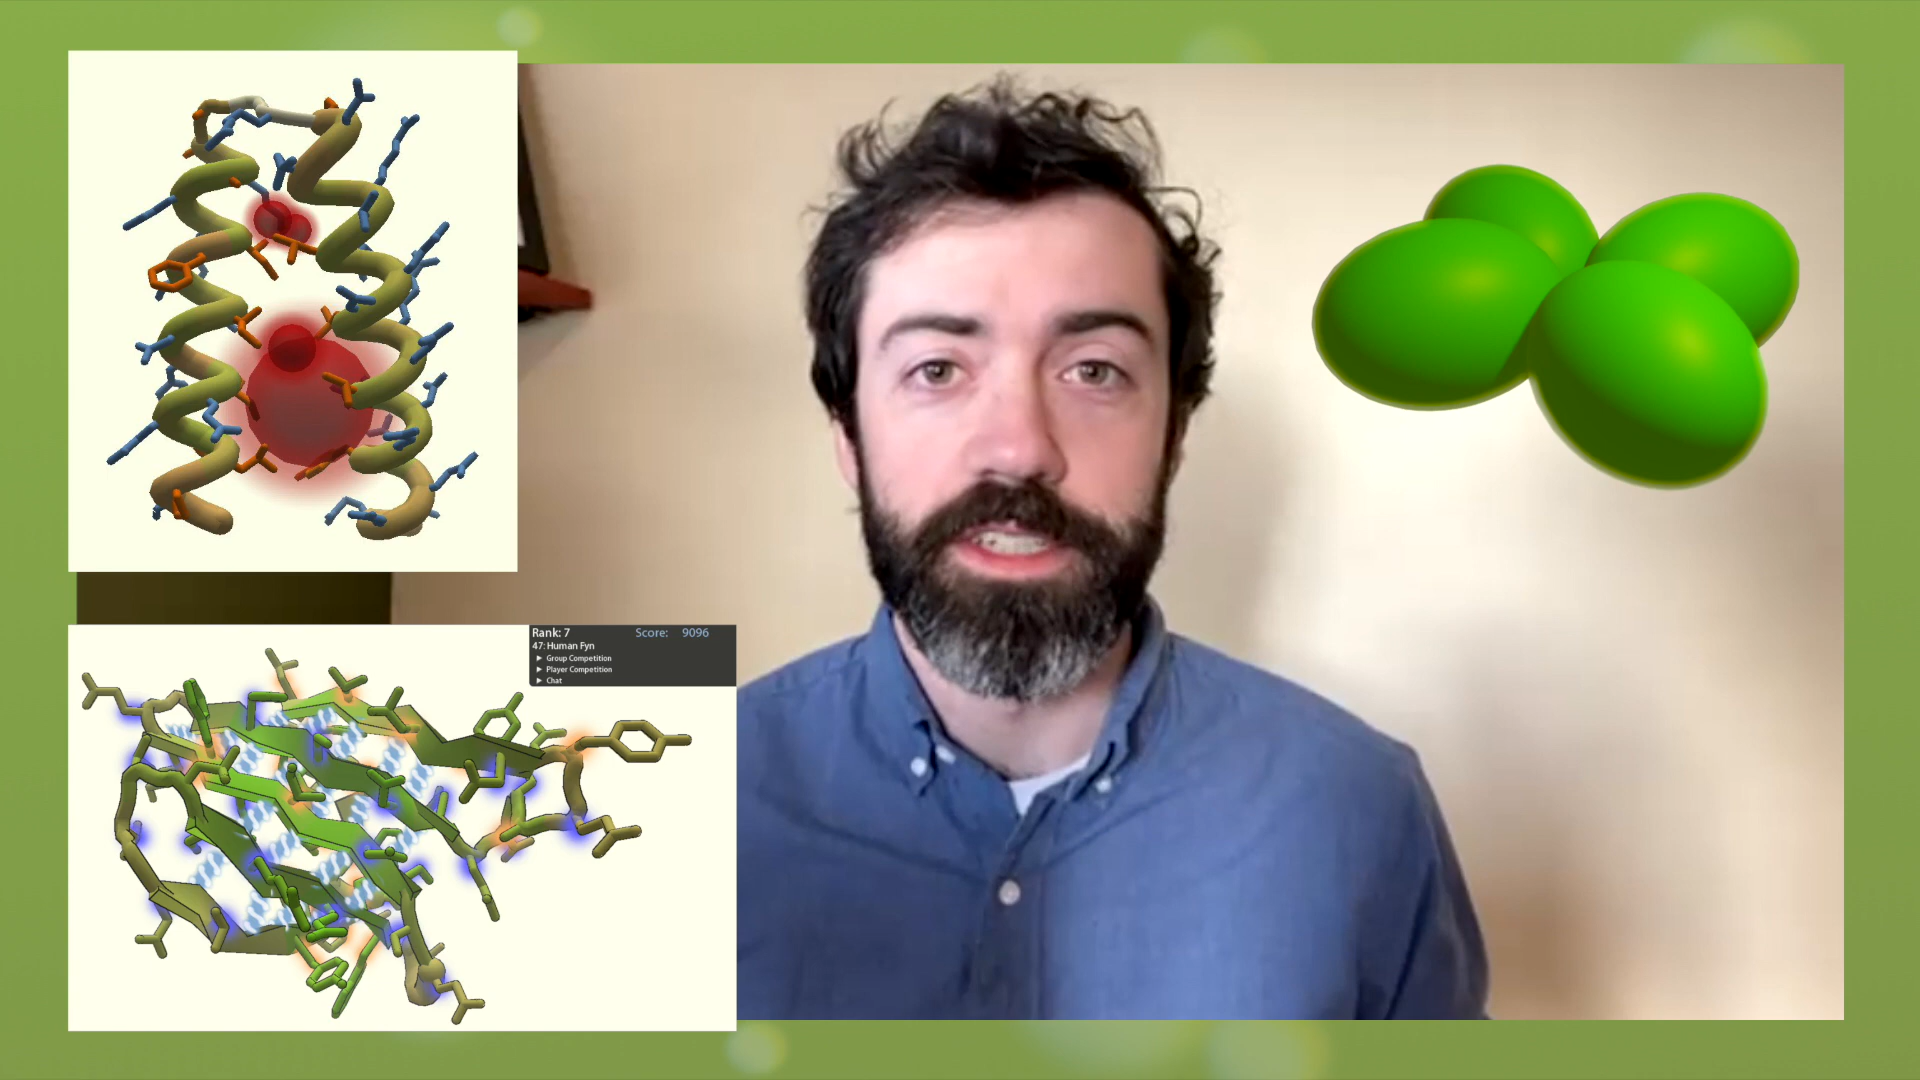 Rank: 7 Score: 9096
47: Human Fyn
Group Competition
Player Competition
Chat